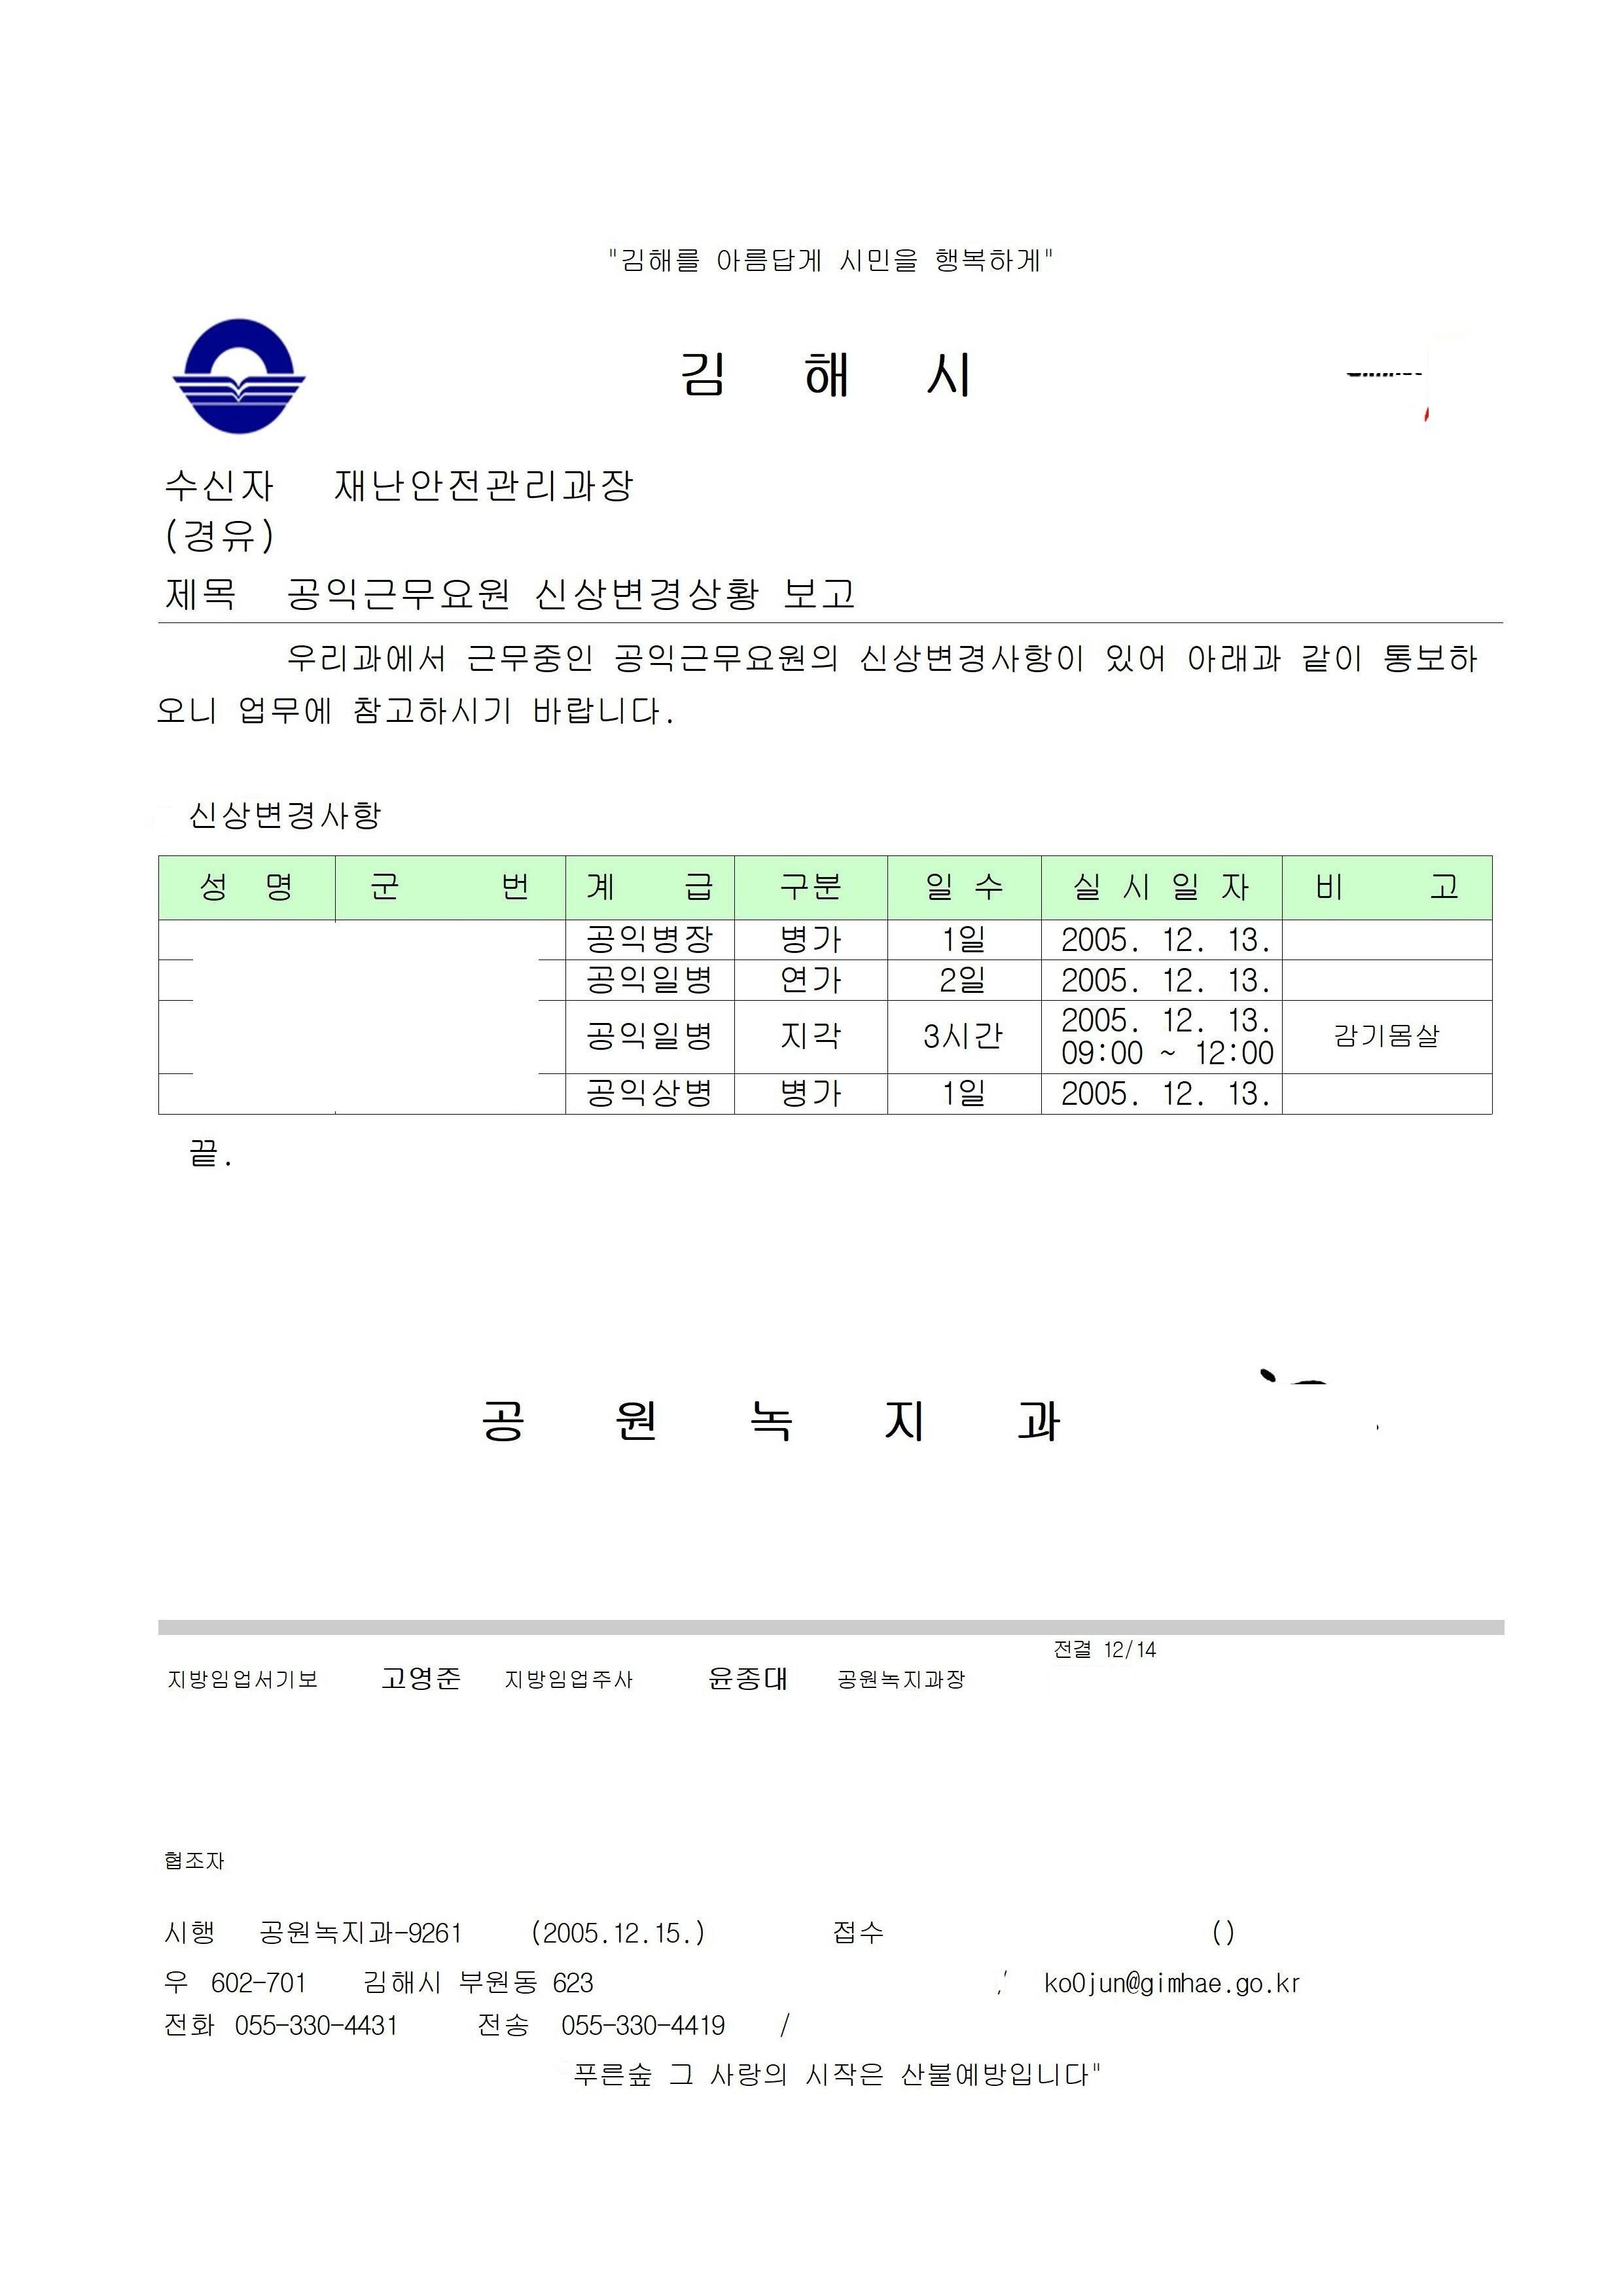 "김해를 아름답게 시민을 행복하게"
김 해 시
수신자 재난안전관리과장
(경유)
제목 공익근무요원 신상변경상황 보고
우리과에서 근무중인 공익근무요원의 신상변경사항이 있어 아래과 같이 통보하
오니 업무에 참고하시기 바랍니다.
신상변경사항
성 명 군 번 계 급 구분 일 수 실 시 일 자 비 고
공익병장 병가 1일 2005. 12. 13.
공익일병 연가 2일 2005. 12. 13.
공익일병 지각 3시간 2005. 12. 13. 09:00 ~ 12:00 감기몸살
공익상병 병가 1일 2005. 12. 13.
끝.
공 원 녹 지 과
전결 12/14
지방임업서기보 고영준 지방임업주사 윤종대 공원녹지과장
협조자
시행 공원녹지과-9261 (2005.12.15.) 접수 ()
우 602-701 김해시 부원동 623 / ko0jun@gimhae.go.kr
전화 055-330-4431 전송 055-330-4419 /
푸른숲 그 사랑의 시작은 산불예방입니다"